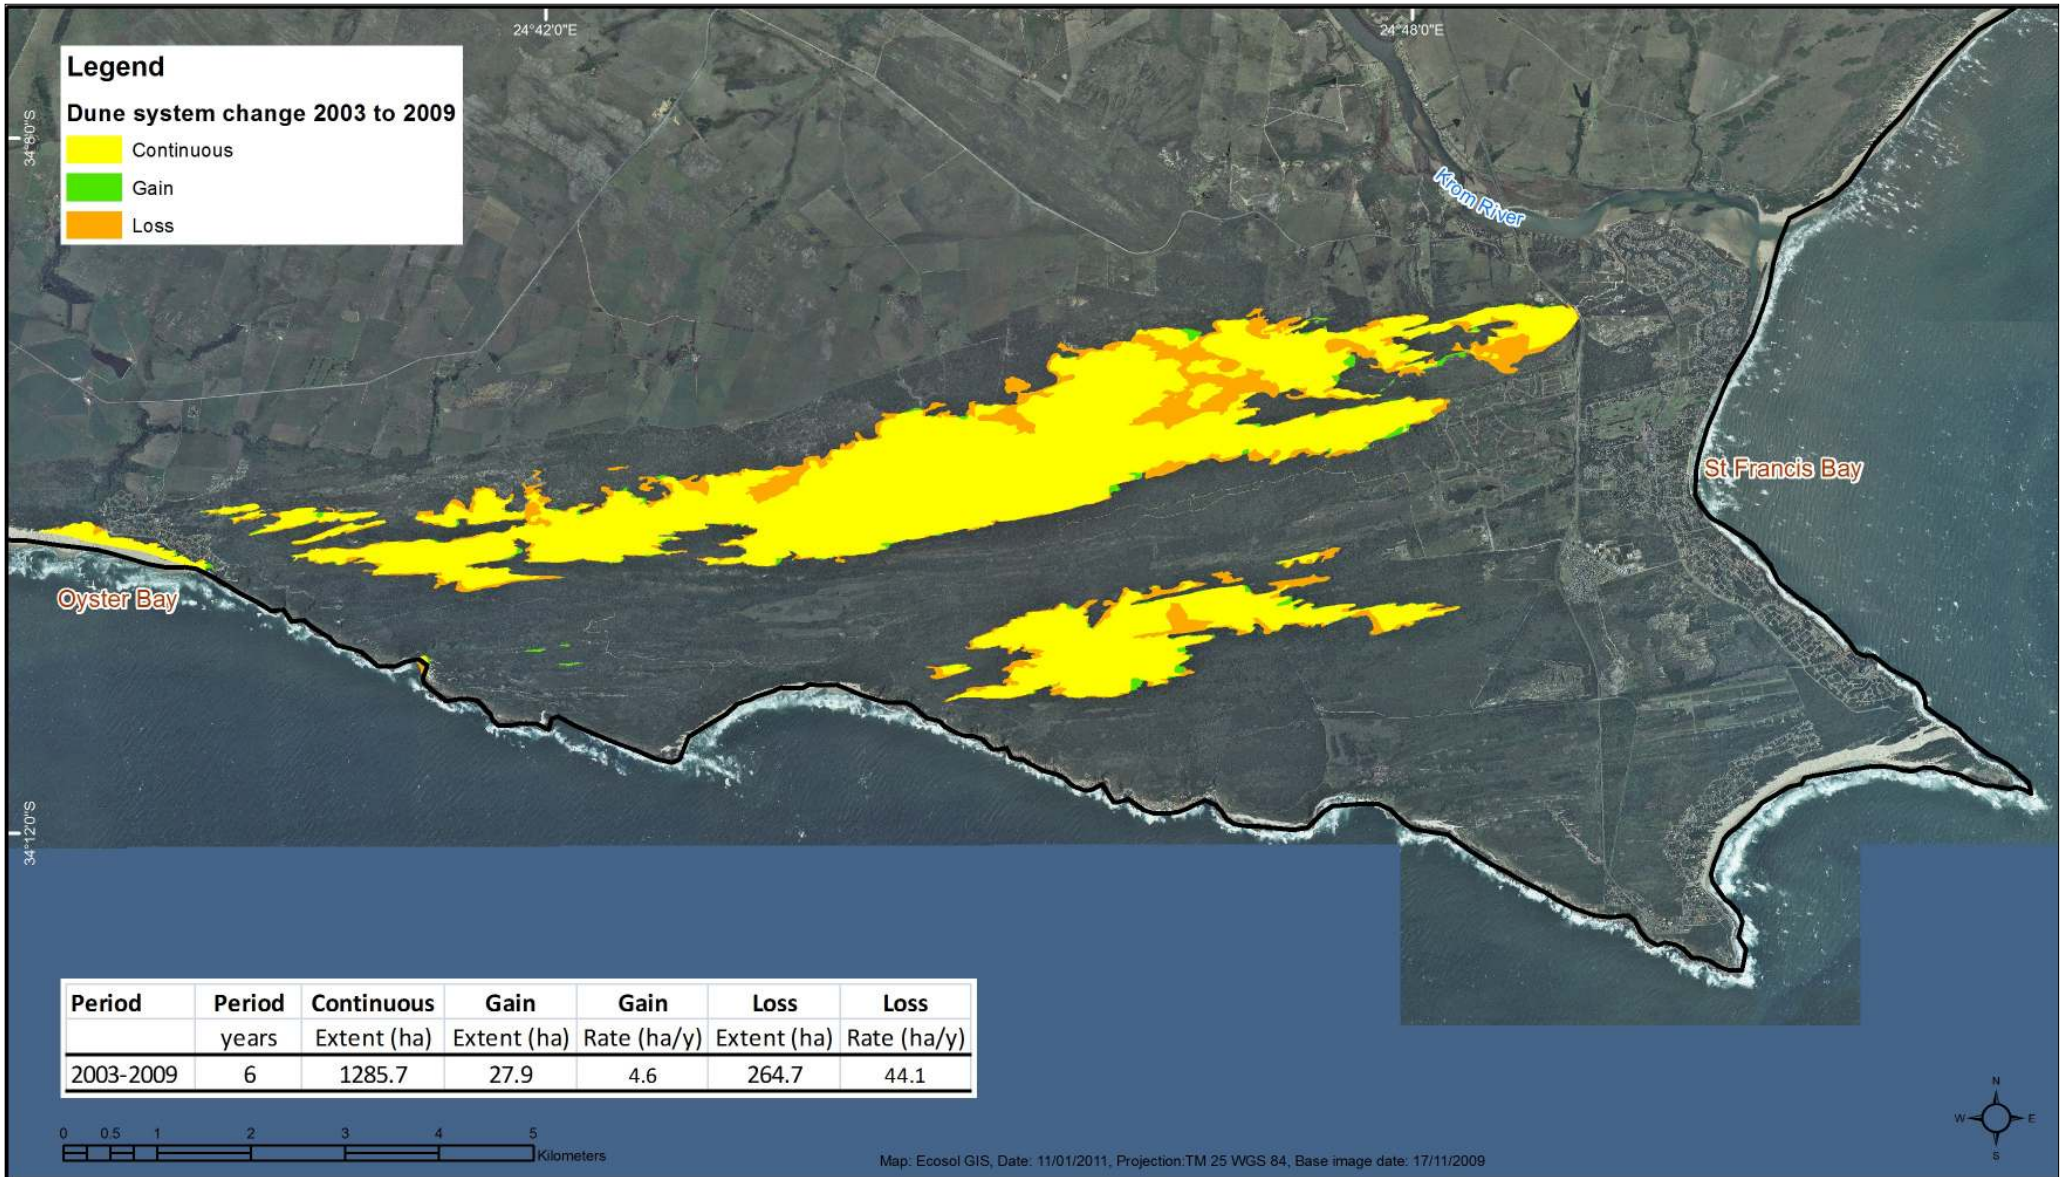 24°42'0"E
24°48'0"E
Legend
Dune system change 2003 to 2009
Continuous
Gain
Loss
34°8'0"S
Krom River
St Francis Bay
Oyster Bay
34°12'0"S
Period Period Continuous Gain Gain Loss Loss
years Extent (ha) Extent (ha) Rate (ha/y) Extent (ha) Rate (ha/y)
2003-2009 6 1285.7 27.9 4.6 264.7 44.1
N
W E
S
0 0.5 1 2 3 4 5
Kilometers
Map: Ecosol GIS, Date: 11/01/2011, Projection:TM 25 WGS 84, Base image date: 17/11/2009